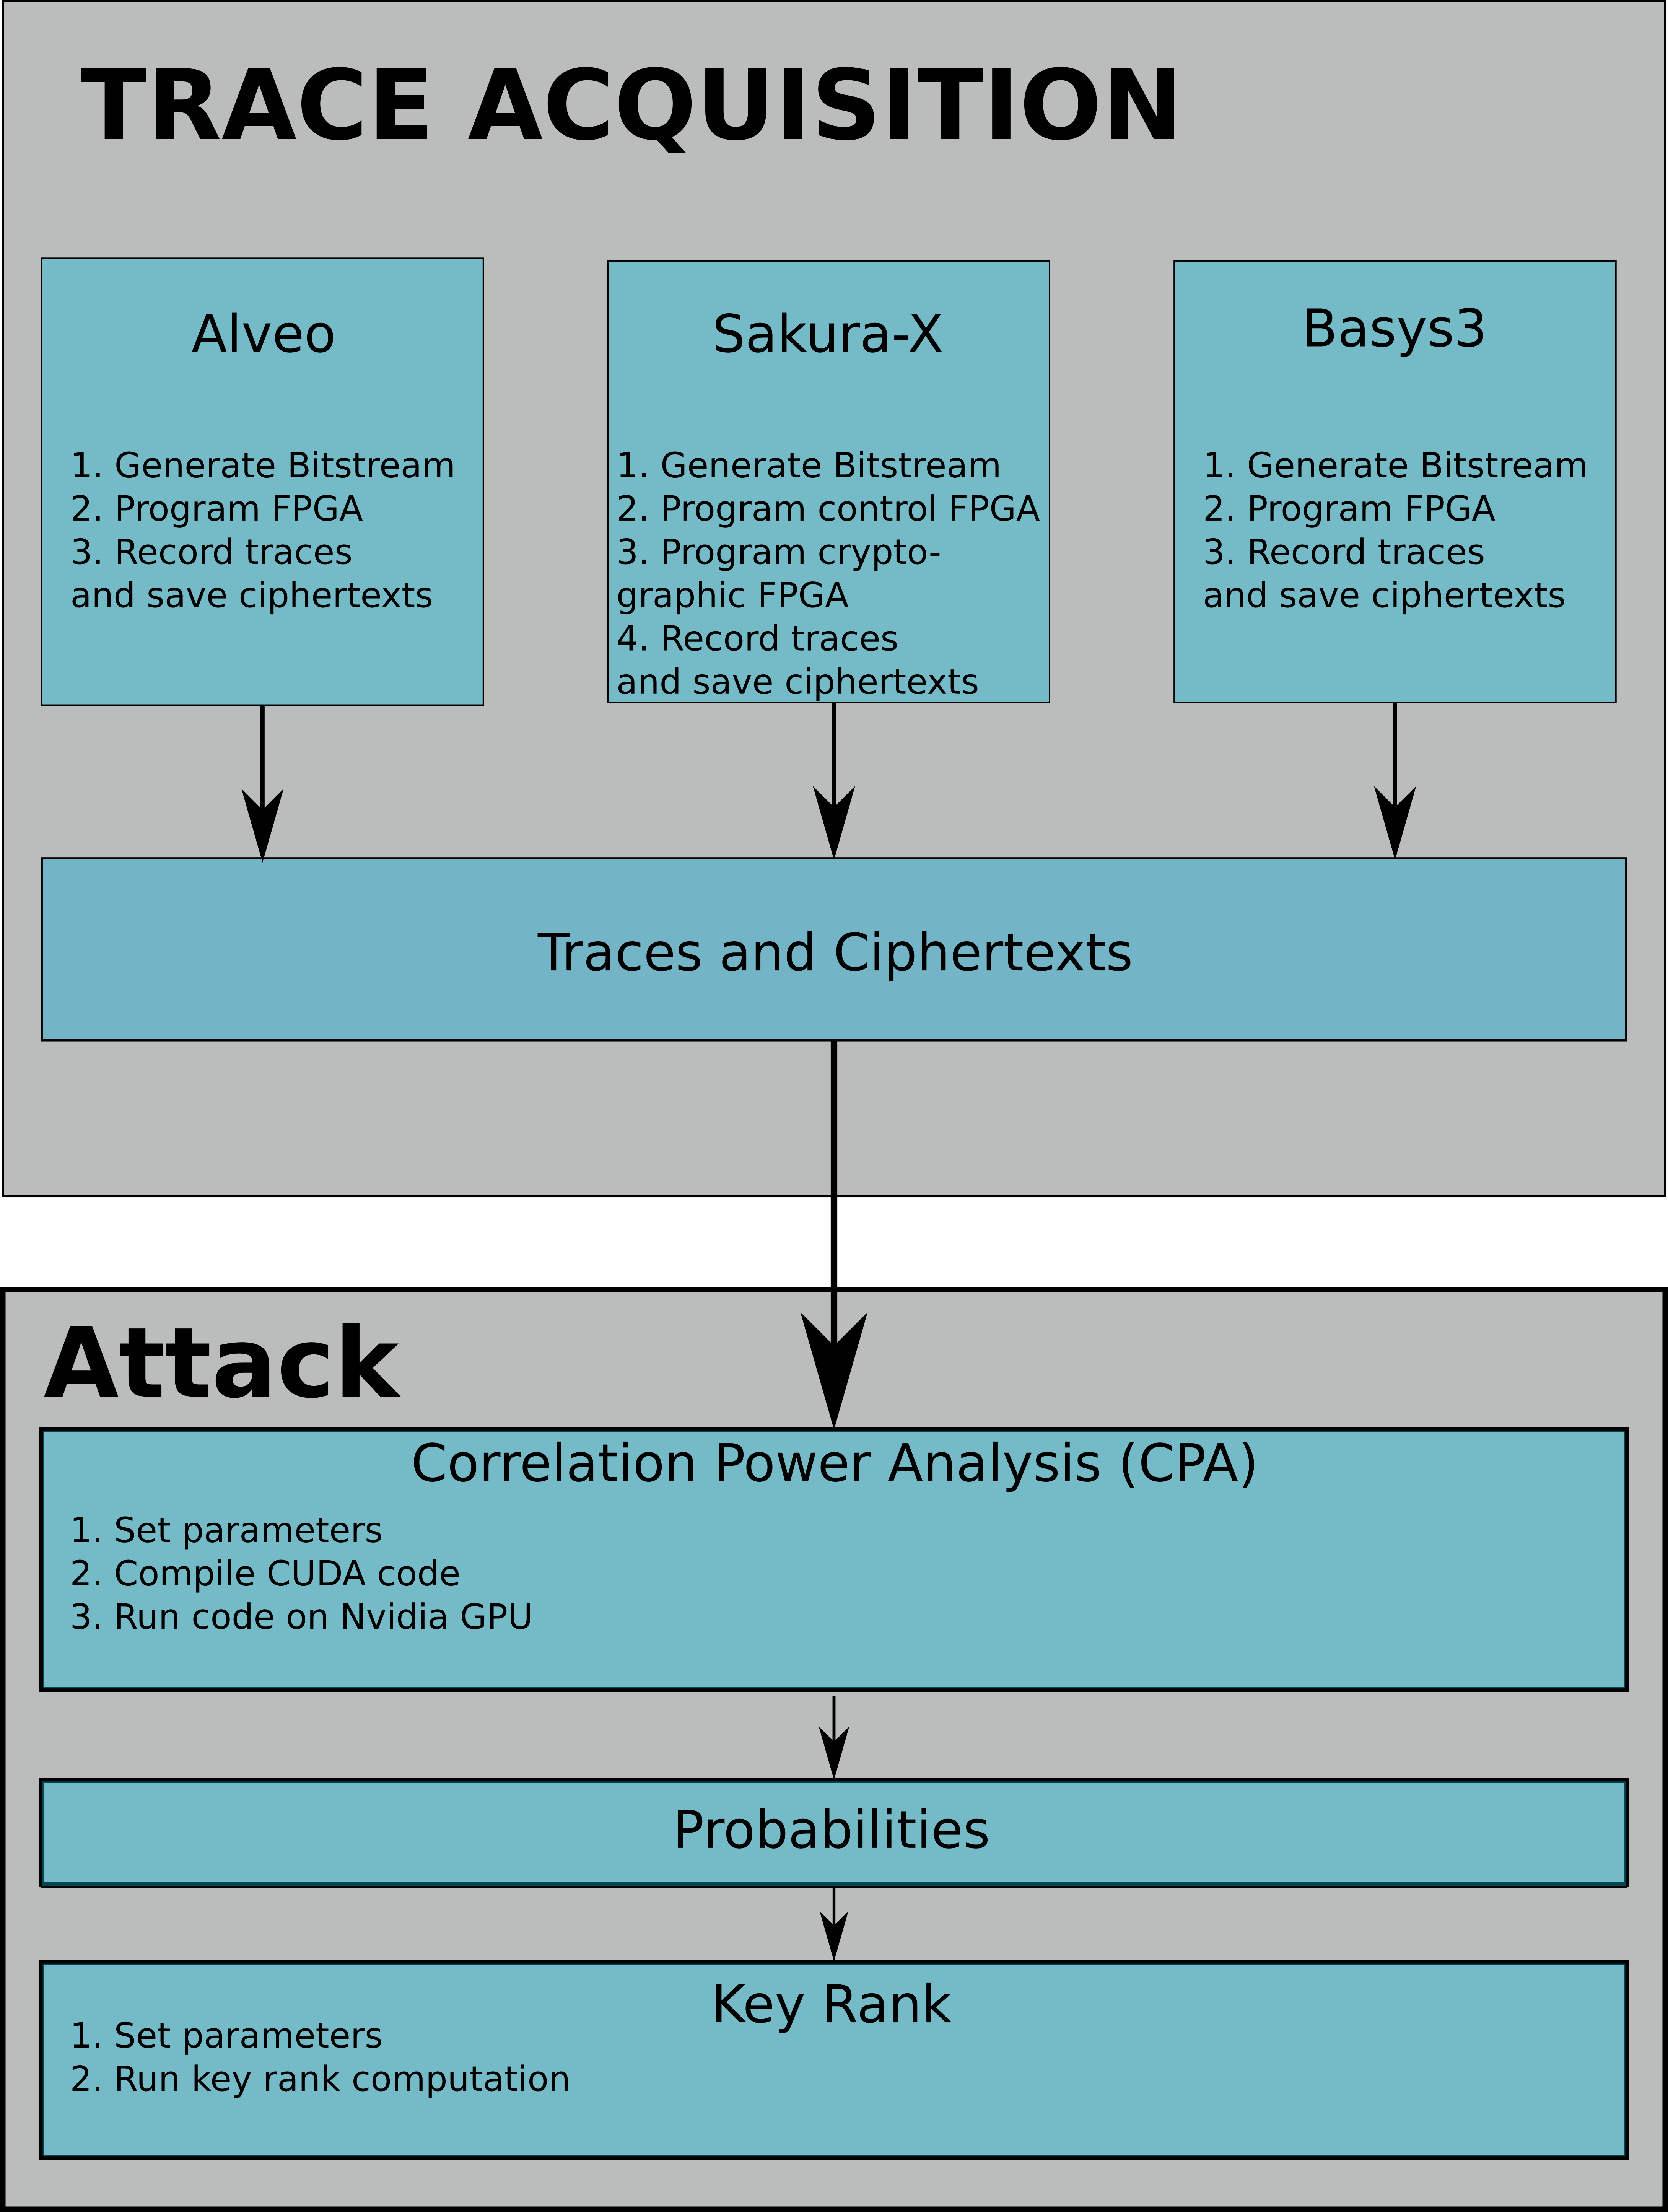 TRACE ACQUISITION
Alveo
1. Generate Bitstream
2. Program FPGA
3. Record traces
and save ciphertexts
Sakura-X
1. Generate Bitstream
2. Program control FPGA
3. Program crypto-
graphic FPGA
4. Record traces
and save ciphertexts
Basys3
1. Generate Bitstream
2. Program FPGA
3. Record traces
and save ciphertexts
Traces and Ciphertexts
Attack
Correlation Power Analysis (CPA)
1. Set parameters
2. Compile CUDA code
3. Run code on Nvidia GPU
Probabilities
Key Rank
1. Set parameters
2. Run key rank computation